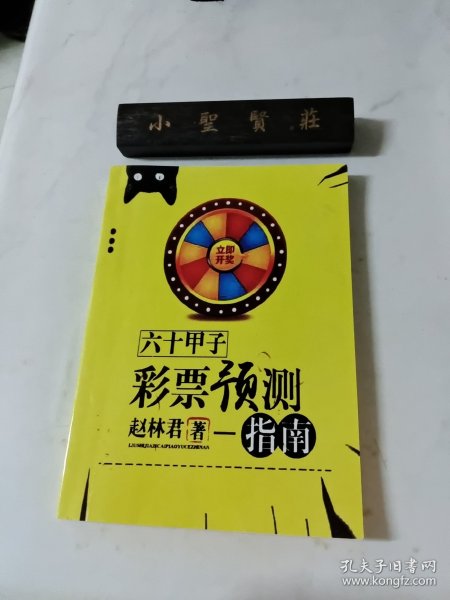 小聖賢莊
立即
开奖
六十甲子
彩票预测
赵林君 著 — 指南
LIUSHIJIAZICAIPIAOYUCEZHINAN
孔夫子旧书网
www.kongfz.com